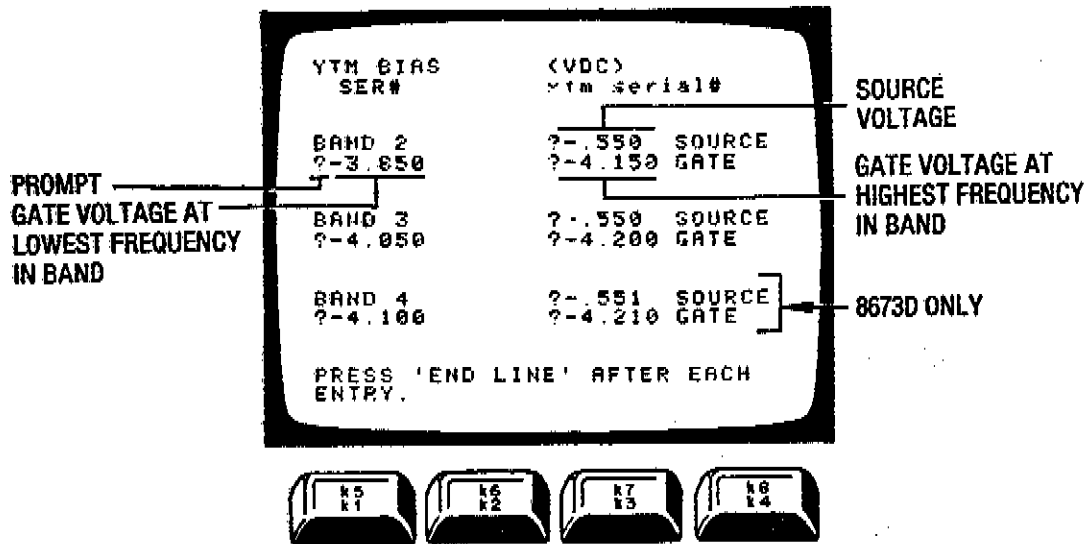 YTM BIAS (VDC)
SER# ytm serial#
BAND 2 ?-.550 SOURCE
?-3.850 ?-4.150 GATE
BAND 3 ?-.550 SOURCE
?-4.050 ?-4.200 GATE
BAND 4 ?-.551 SOURCE
?-4.100 ?-4.210 GATE
PRESS 'END LINE' AFTER EACH
ENTRY.
PROMPT
GATE VOLTAGE AT
LOWEST FREQUENCY
IN BAND
SOURCE
VOLTAGE
GATE VOLTAGE AT
HIGHEST FREQUENCY
IN BAND
8673D ONLY
k5 k6 k7 k8
k1 k2 k3 k4